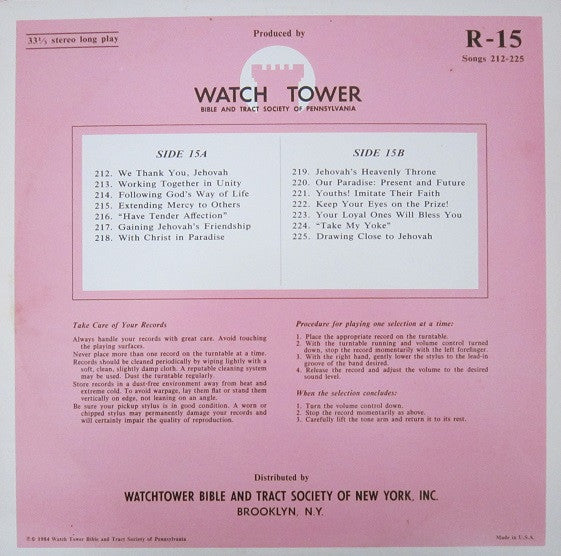 33⅓ stereo long play
Produced by
R-15
Songs 212-225
WATCH TOWER
BIBLE AND TRACT SOCIETY OF PENNSYLVANIA
SIDE 15A
212. We Thank You, Jehovah
213. Working Together in Unity
214. Following God's Way of Life
215. Extending Mercy to Others
216. “Have Tender Affection”
217. Gaining Jehovah's Friendship
218. With Christ in Paradise
SIDE 15B
219. Jehovah's Heavenly Throne
220. Our Paradise: Present and Future
221. Youths! Imitate Their Faith
222. Keep Your Eyes on the Prize!
223. Your Loyal Ones Will Bless You
224. “Take My Yoke”
225. Drawing Close to Jehovah
Take Care of Your Records
Always handle your records with great care. Avoid touching
the playing surfaces.
Never place more than one record on the turntable at a time.
Records should be cleaned periodically by wiping lightly with a
soft, clean, slightly damp cloth. A reputable cleaning system
may be used. Dust the turntable regularly.
Store records in a dust-free environment away from heat and
extreme cold. To avoid warpage, lay them flat or stand them
vertically on edge, not leaning on an angle.
Be sure your pickup stylus is in good condition. A worn or
chipped stylus may permanently damage your records and
will certainly impair the quality of reproduction.
Procedure for playing one selection at a time:
1. Place the appropriate record on the turntable.
2. With the turntable running and volume control turned
down, stop the record momentarily with the left forefinger.
3. With the right hand, gently lower the stylus to the lead-in
groove of the band desired.
4. Release the record and adjust the volume to the desired
sound level.
When the selection concludes:
1. Turn the volume control down.
2. Stop the record momentarily as above.
3. Carefully lift the tone arm and return it to its rest.
Distributed by
WATCHTOWER BIBLE AND TRACT SOCIETY OF NEW YORK, INC.
BROOKLYN, N.Y.
℗© 1984 Watch Tower Bible and Tract Society of Pennsylvania
Made in U.S.A.